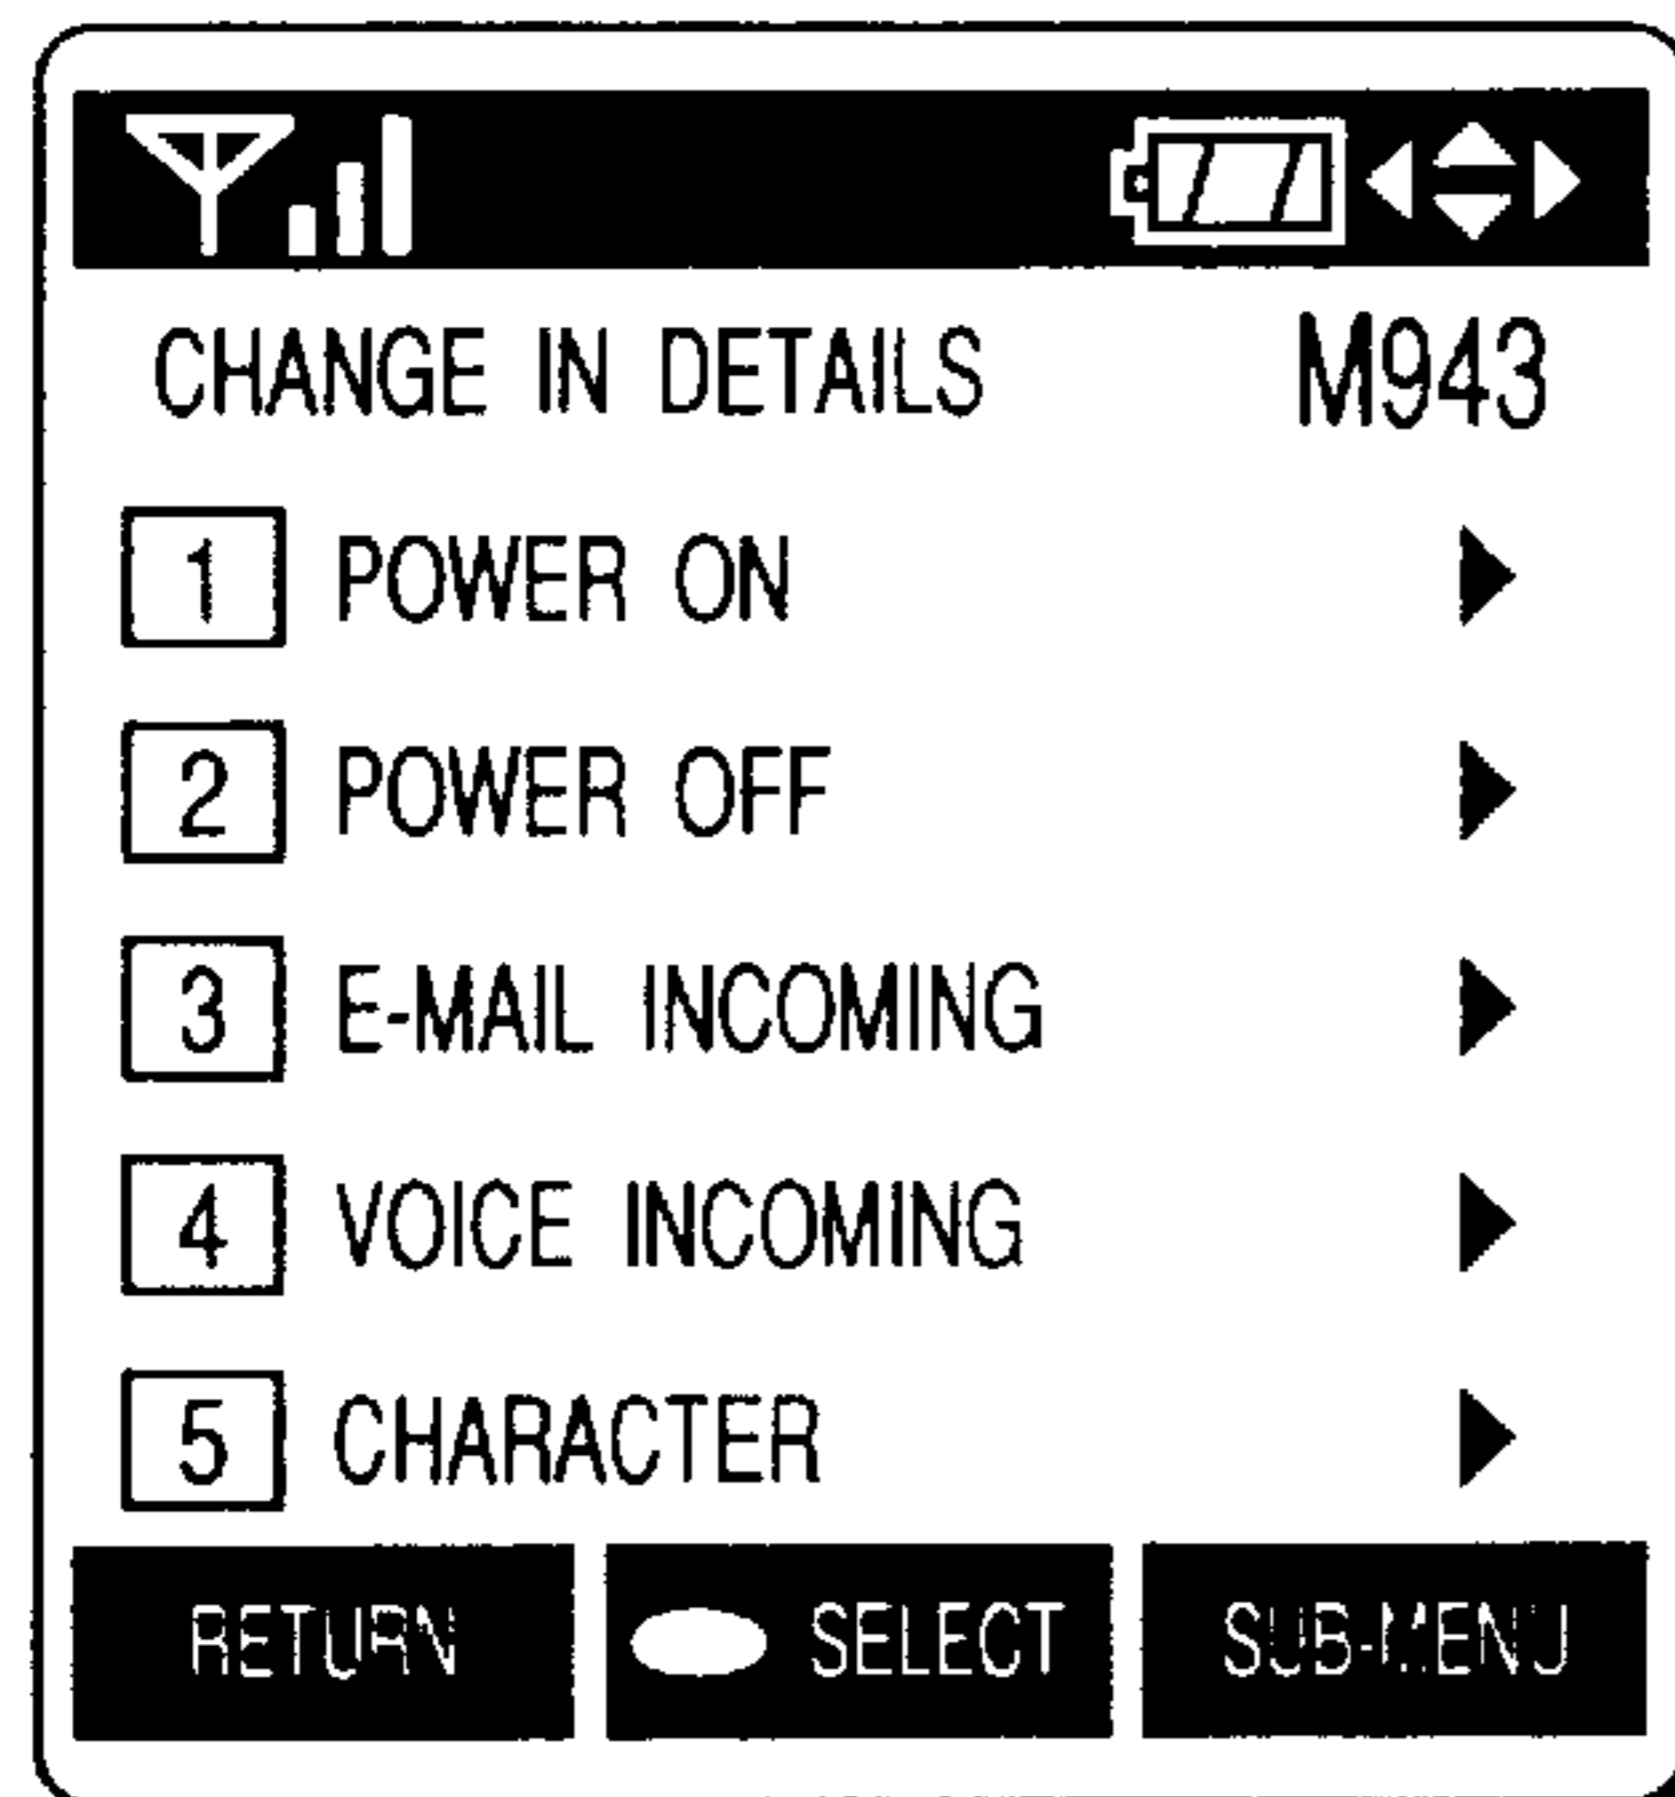 CHANGE IN DETAILS M943
1 POWER ON
2 POWER OFF
3 E-MAIL INCOMING
4 VOICE INCOMING
5 CHARACTER
RETURN SELECT SUB-MENU